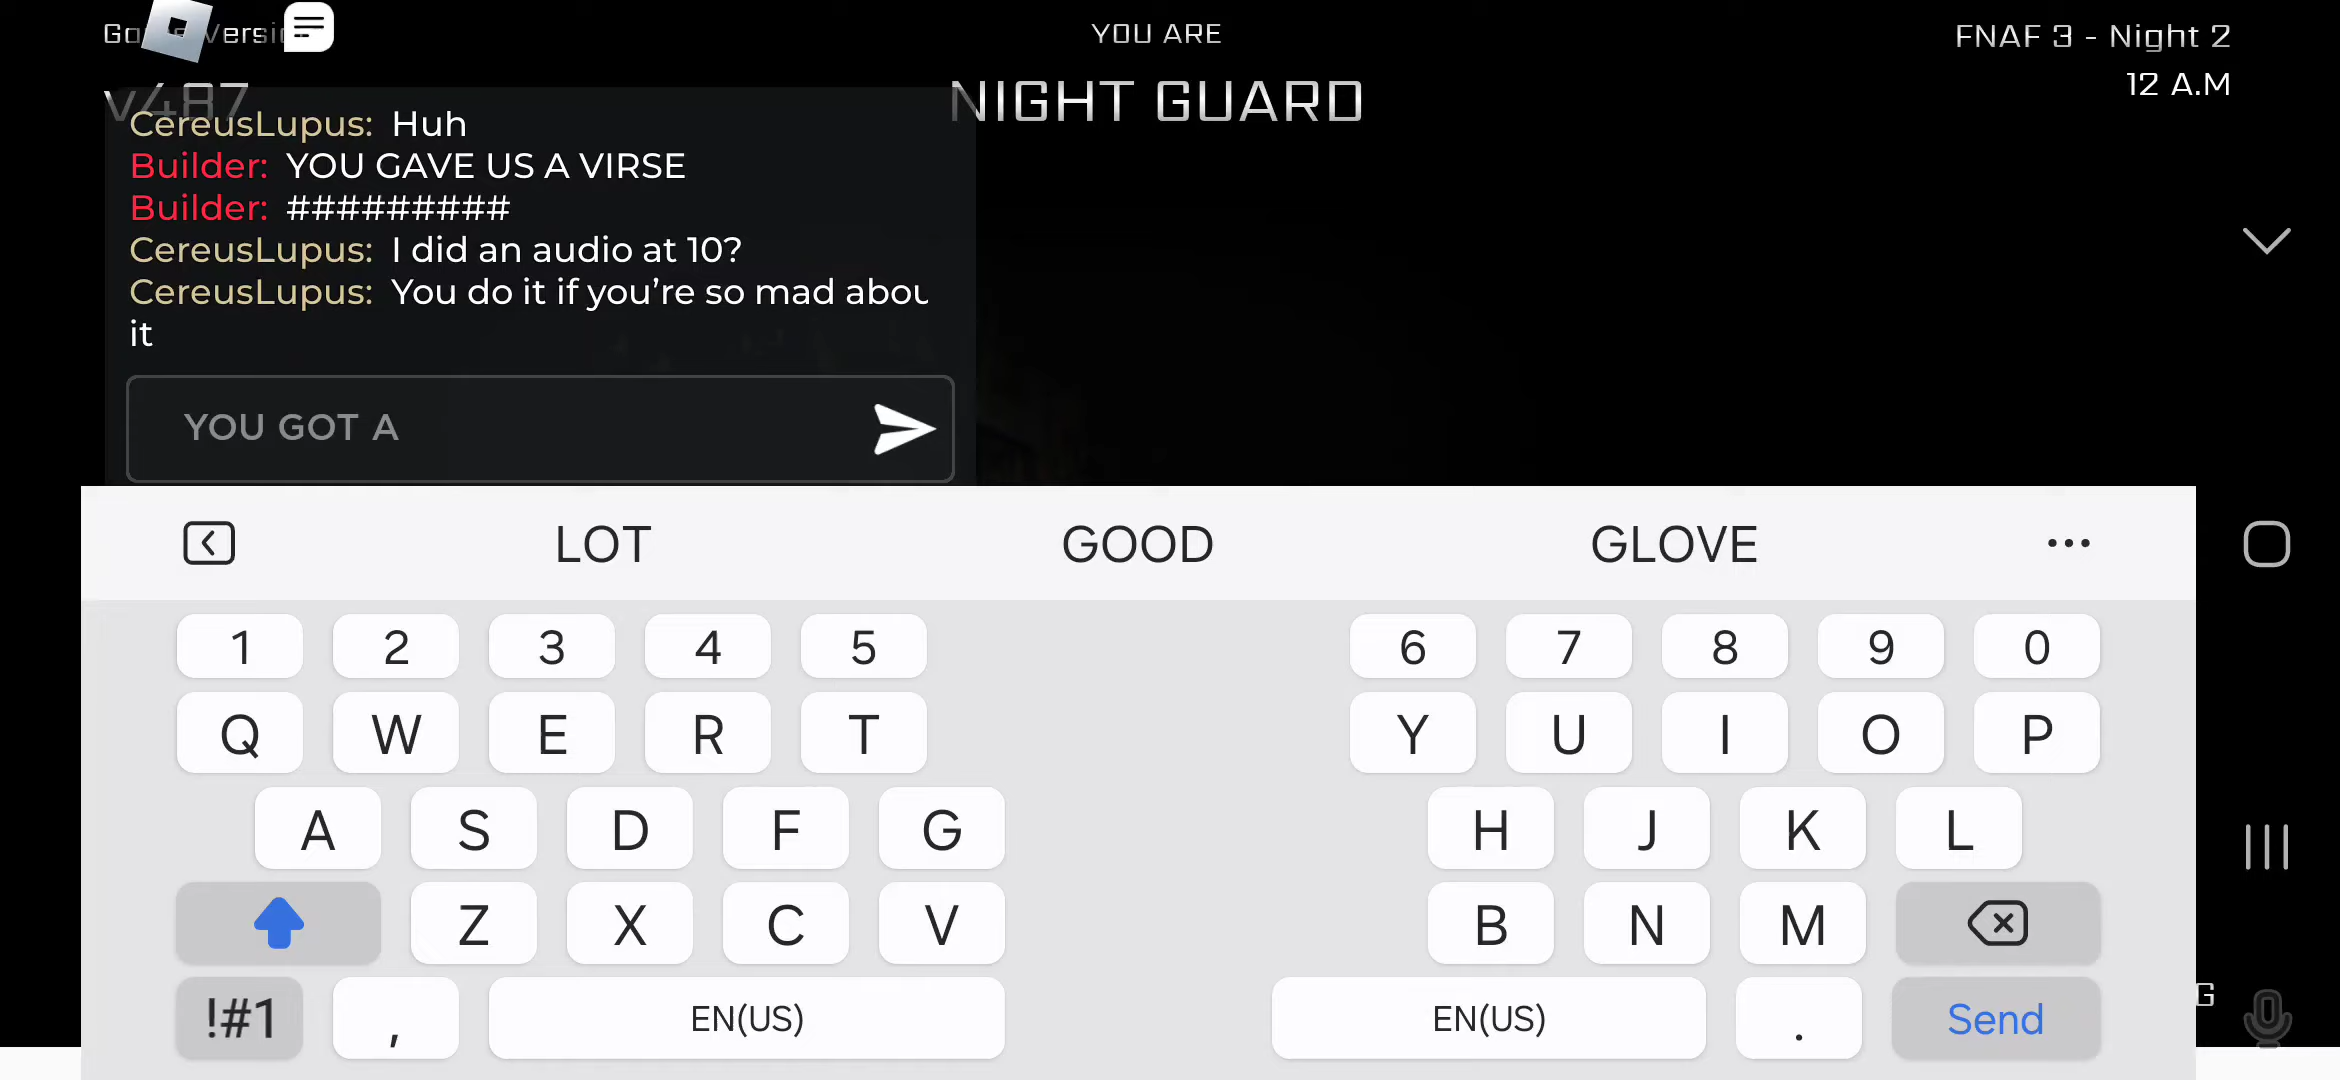 YOU ARE
FNAF 3 - Night 2
v487
NIGHT GUARD
12 A.M
CereusLupus: Huh
Builder: YOU GAVE US A VIRSE
Builder: #########
CereusLupus: I did an audio at 10?
CereusLupus: You do it if you’re so mad abou
it
YOU GOT A
LOT GOOD GLOVE ...
1 2 3 4 5 6 7 8 9 0
Q W E R T Y U I O P
A S D F G H J K L
Z X C V B N M
!#1 , EN(US) EN(US) . Send
G